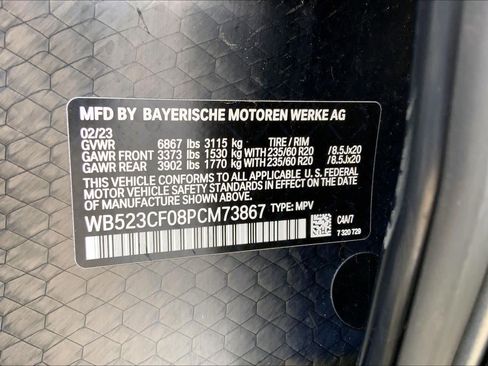 MFD BY BAYERISCHE MOTOREN WERKE AG
02/23
GVWR 6867 lbs 3115 kg TIRE / RIM
GAWR FRONT 3373 lbs 1530 kg WITH 235/60 R20 /8.5Jx20
GAWR REAR 3902 lbs 1770 kg WITH 235/60 R20 /8.5Jx20
THIS VEHICLE CONFORMS TO ALL APPLICABLE U. S. FEDERAL
MOTOR VEHICLE SAFETY STANDARDS IN EFFECT ON THE
DATE OF MANUFACTURE SHOWN ABOVE.
WB523CF08PCM73867 TYPE: MPV
C4A/7
7 320 729